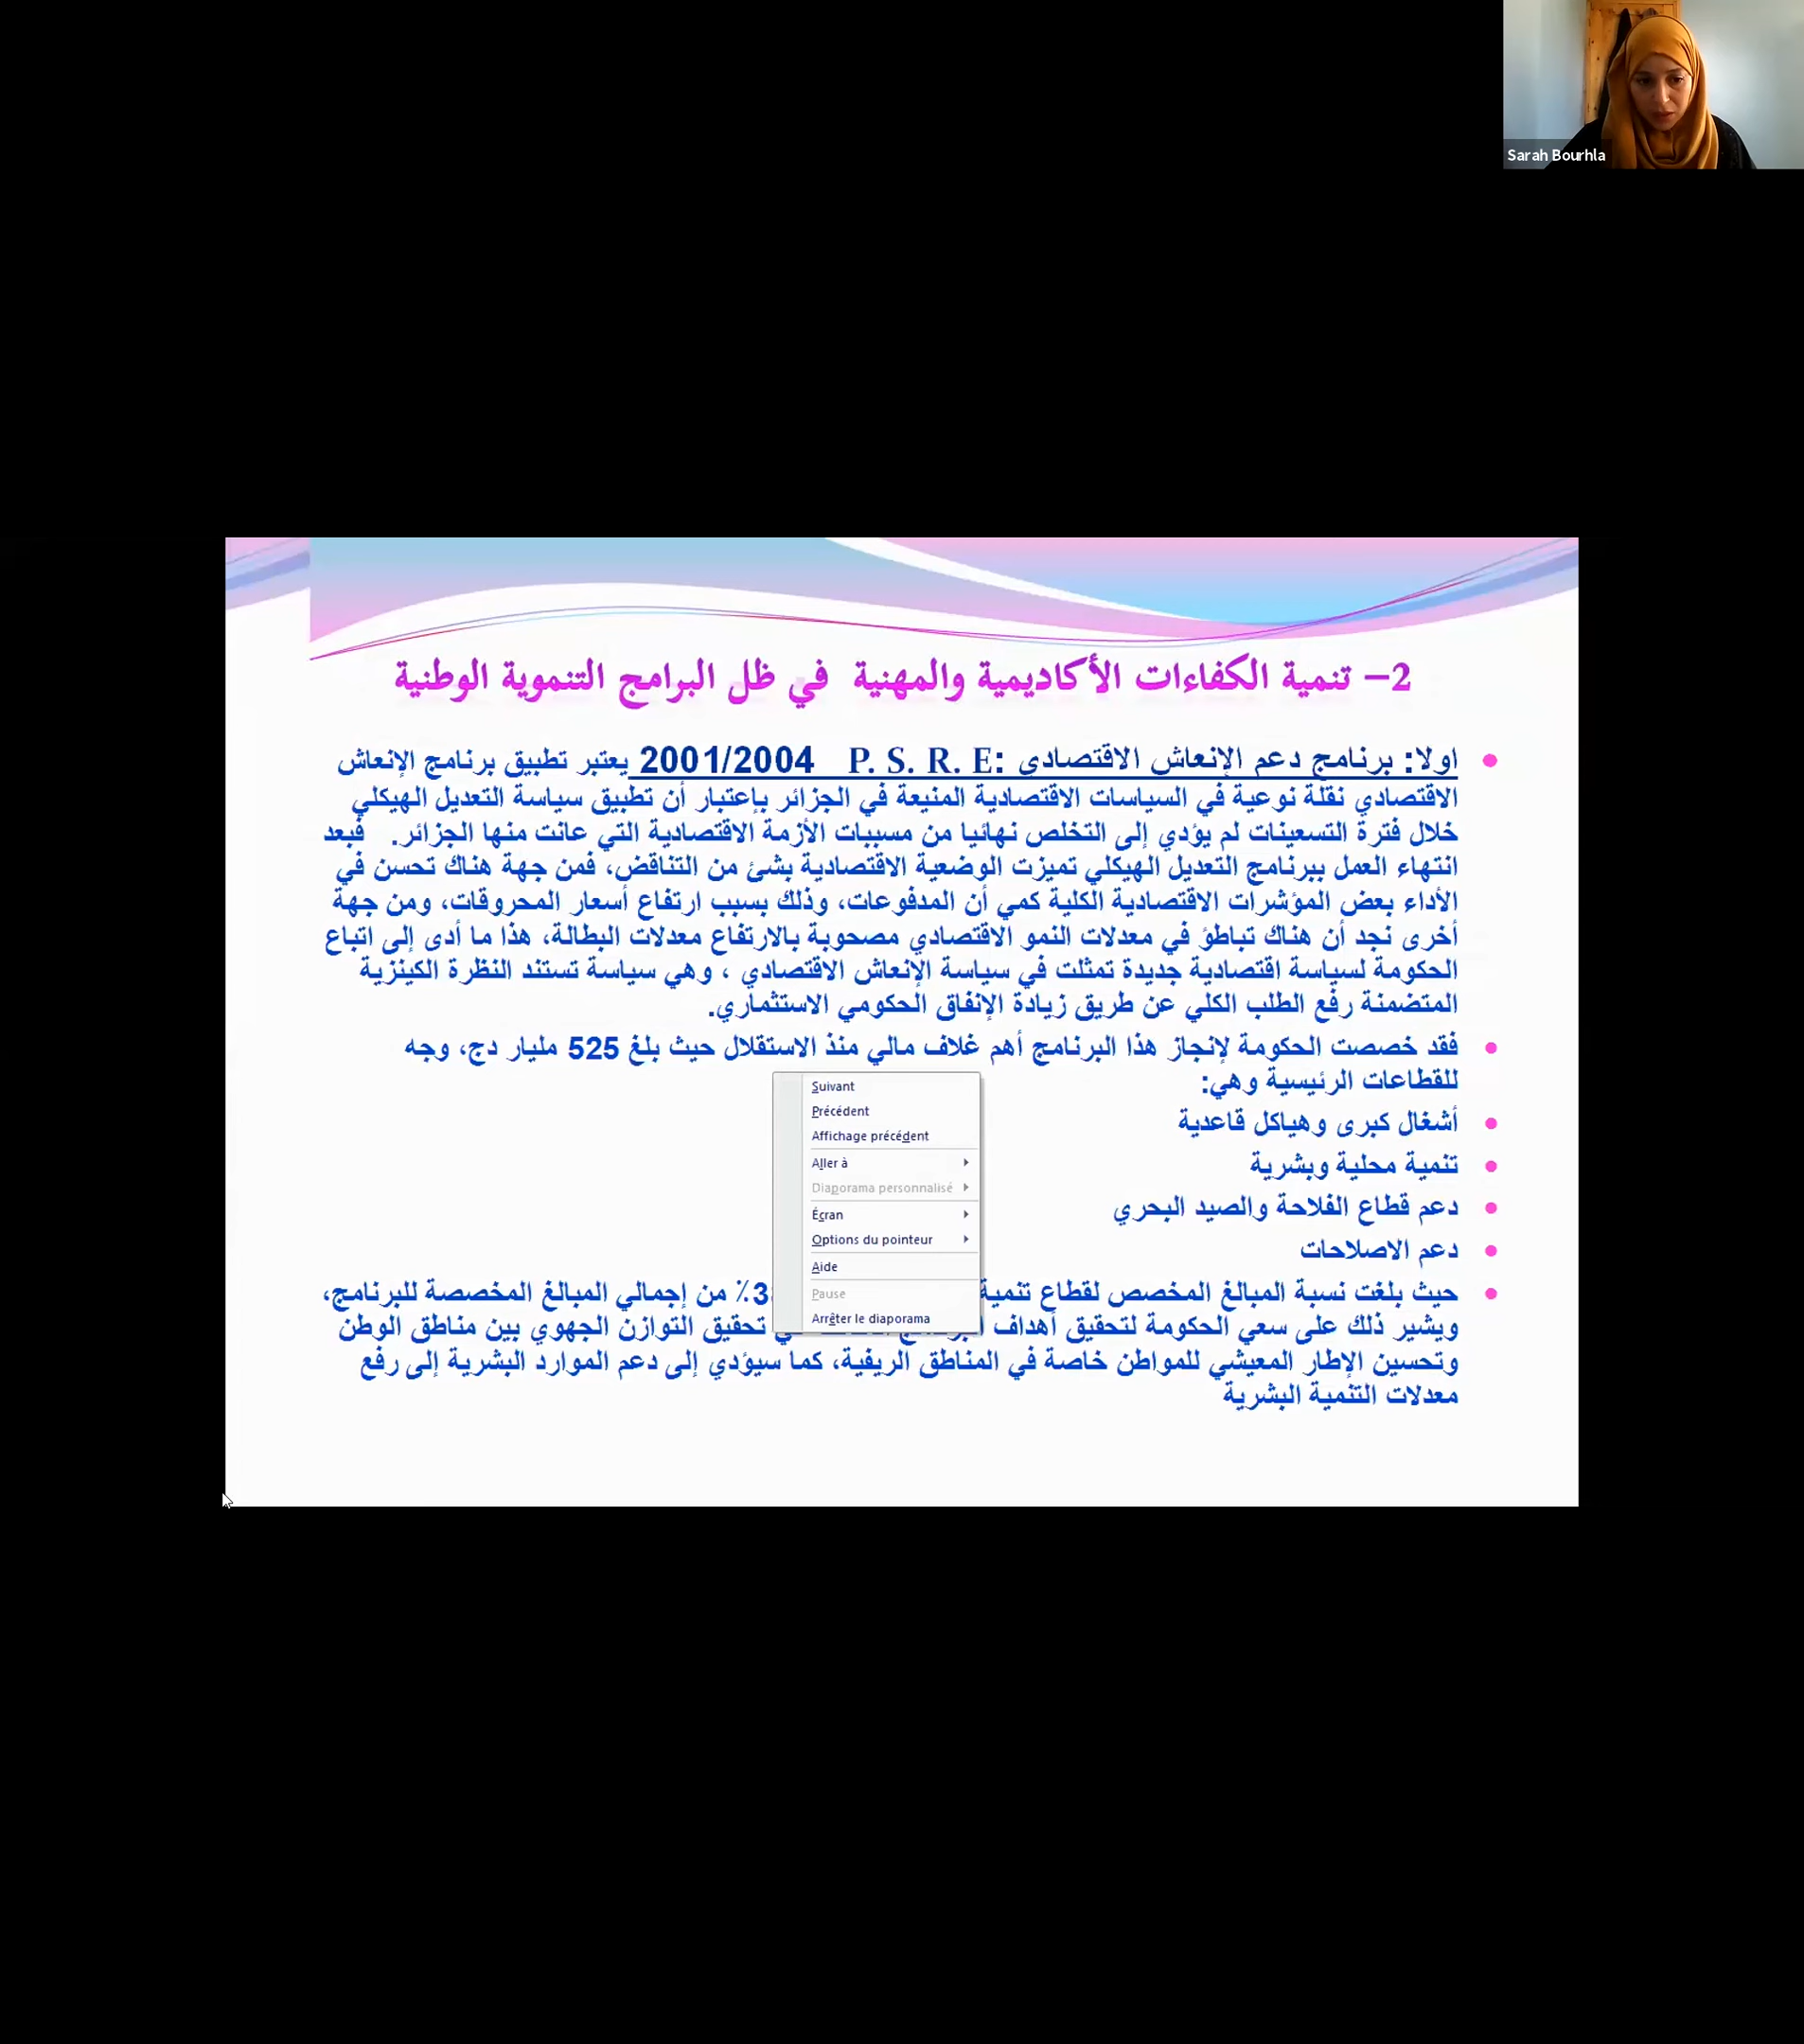 Sarah Bourhla
2– تنمية الكفاءات الأكاديمية والمهنية في ظل البرامج التنموية الوطنية
اولا: برنامج دعم الإنعاش الاقتصادي :P. S. R. E 2001/2004 يعتبر تطبيق برنامج الإنعاش
الاقتصادي نقلة نوعية في السياسات الاقتصادية المنيعة في الجزائر بإعتبار أن تطبيق سياسة التعديل الهيكلي
خلال فترة التسعينات لم يؤدي إلى التخلص نهائيا من مسببات الأزمة الاقتصادية التي عانت منها الجزائر. فبعد
انتهاء العمل ببرنامج التعديل الهيكلي تميزت الوضعية الاقتصادية بشئ من التناقض، فمن جهة هناك تحسن في
الأداء بعض المؤشرات الاقتصادية الكلية كمي أن المدفوعات، وذلك بسبب ارتفاع أسعار المحروقات، ومن جهة
أخرى نجد أن هناك تباطؤ في معدلات النمو الاقتصادي مصحوبة بالارتفاع معدلات البطالة، هذا ما أدى إلى اتباع
الحكومة لسياسة اقتصادية جديدة تمثلت في سياسة الإنعاش الاقتصادي ، وهي سياسة تستند النظرة الكينزية
المتضمنة رفع الطلب الكلي عن طريق زيادة الإنفاق الحكومي الاستثماري.
فقد خصصت الحكومة لإنجاز هذا البرنامج أهم غلاف مالي منذ الاستقلال حيث بلغ 525 مليار دج، وجه
للقطاعات الرئيسية وهي:
أشغال كبرى وهياكل قاعدية
تنمية محلية وبشرية
دعم قطاع الفلاحة والصيد البحري
دعم الاصلاحات
حيث بلغت نسبة المبالغ المخصص لقطاع تنمية من إجمالي المبالغ المخصصة للبرنامج،
ويشير ذلك على سعي الحكومة لتحقيق أهداف تحقيق التوازن الجهوي بين مناطق الوطن
وتحسين الإطار المعيشي للمواطن خاصة في المناطق الريفية، كما سيؤدي إلى دعم الموارد البشرية إلى رفع
معدلات التنمية البشرية
Suivant
Précédent
Affichage précédent
Aller à
Diaporama personnalisé
Écran
Options du pointeur
Aide
Pause
Arrêter le diaporama